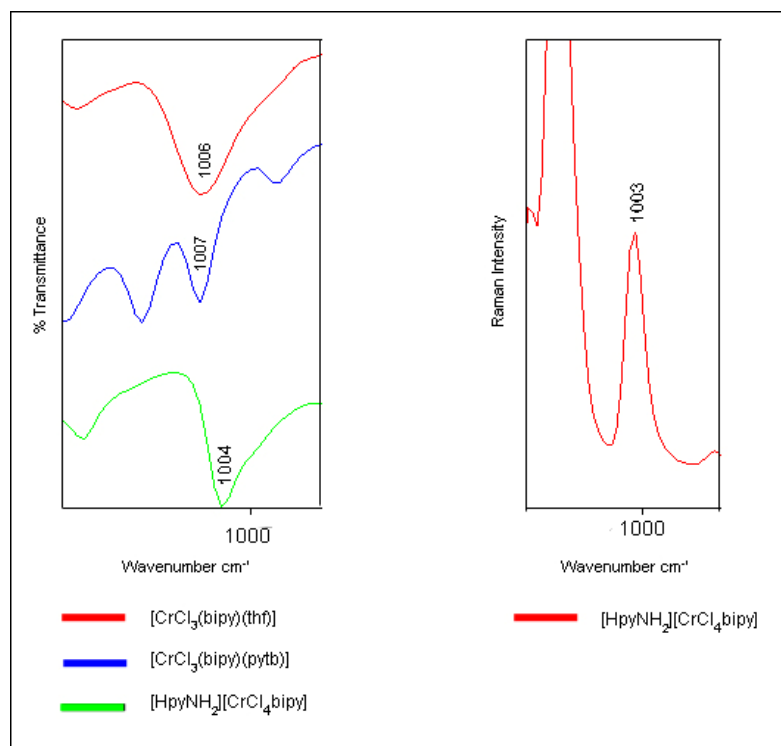 % Transmittance
1006
1007
1004
1000
Wavenumber cm⁻¹
[CrCl₃(bipy)(thf)]
[CrCl₃(bipy)(pytb)]
[HpyNH₂][CrCl₄bipy]
Raman Intensity
1003
1000
Wavenumber cm⁻¹
[HpyNH₂][CrCl₄bipy]